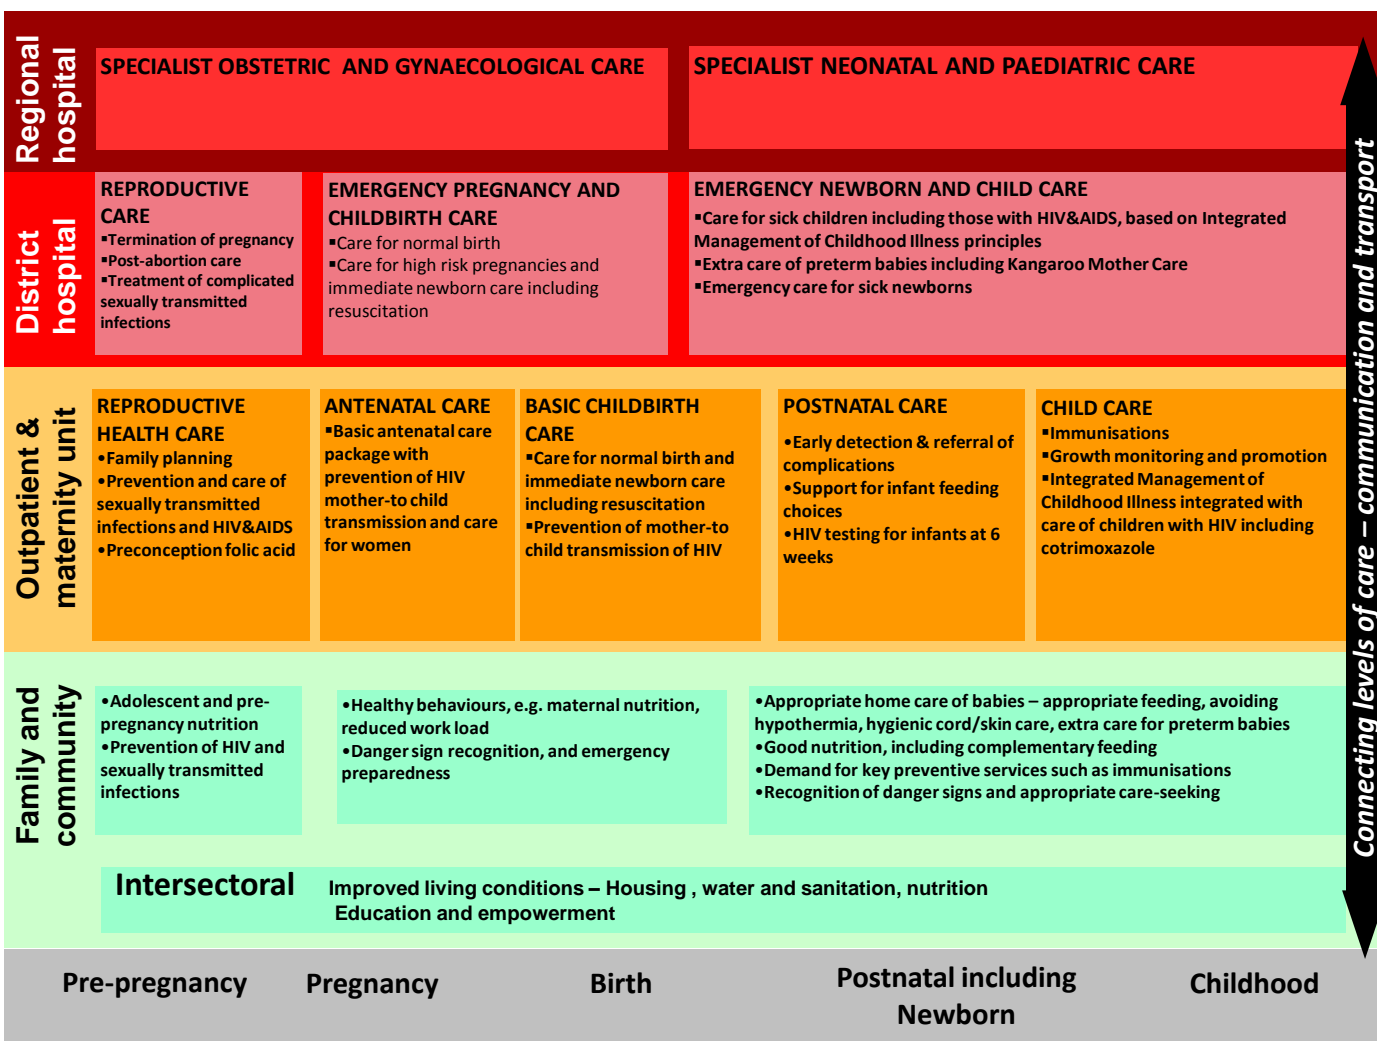 Regional
hospital
SPECIALIST OBSTETRIC AND GYNAECOLOGICAL CARE
SPECIALIST NEONATAL AND PAEDIATRIC CARE
District
hospital
REPRODUCTIVE
CARE
▪Termination of pregnancy
▪Post-abortion care
▪Treatment of complicated
sexually transmitted
infections
EMERGENCY PREGNANCY AND
CHILDBIRTH CARE
▪Care for normal birth
▪Care for high risk pregnancies and
immediate newborn care including
resuscitation
EMERGENCY NEWBORN AND CHILD CARE
▪Care for sick children including those with HIV&AIDS, based on Integrated
Management of Childhood Illness principles
▪Extra care of preterm babies including Kangaroo Mother Care
▪Emergency care for sick newborns
Outpatient &
maternity unit
REPRODUCTIVE
HEALTH CARE
•Family planning
•Prevention and care of
sexually transmitted
infections and HIV&AIDS
•Preconception folic acid
ANTENATAL CARE
▪Basic antenatal care
package with
prevention of HIV
mother-to child
transmission and care
for women
BASIC CHILDBIRTH
CARE
▪Care for normal birth and
immediate newborn care
including resuscitation
▪Prevention of mother-to
child transmission of HIV
POSTNATAL CARE
•Early detection & referral of
complications
•Support for infant feeding
choices
•HIV testing for infants at 6
weeks
CHILD CARE
▪Immunisations
▪Growth monitoring and promotion
▪Integrated Management of
Childhood Illness integrated with
care of children with HIV including
cotrimoxazole
Family and
community
•Adolescent and pre-
pregnancy nutrition
•Prevention of HIV and
sexually transmitted
infections
•Healthy behaviours, e.g. maternal nutrition,
reduced work load
•Danger sign recognition, and emergency
preparedness
•Appropriate home care of babies – appropriate feeding, avoiding
hypothermia, hygienic cord/skin care, extra care for preterm babies
•Good nutrition, including complementary feeding
•Demand for key preventive services such as immunisations
•Recognition of danger signs and appropriate care-seeking
Intersectoral
Improved living conditions – Housing , water and sanitation, nutrition
Education and empowerment
Connecting levels of care – communication and transport
Pre-pregnancy
Pregnancy
Birth
Postnatal including
Newborn
Childhood